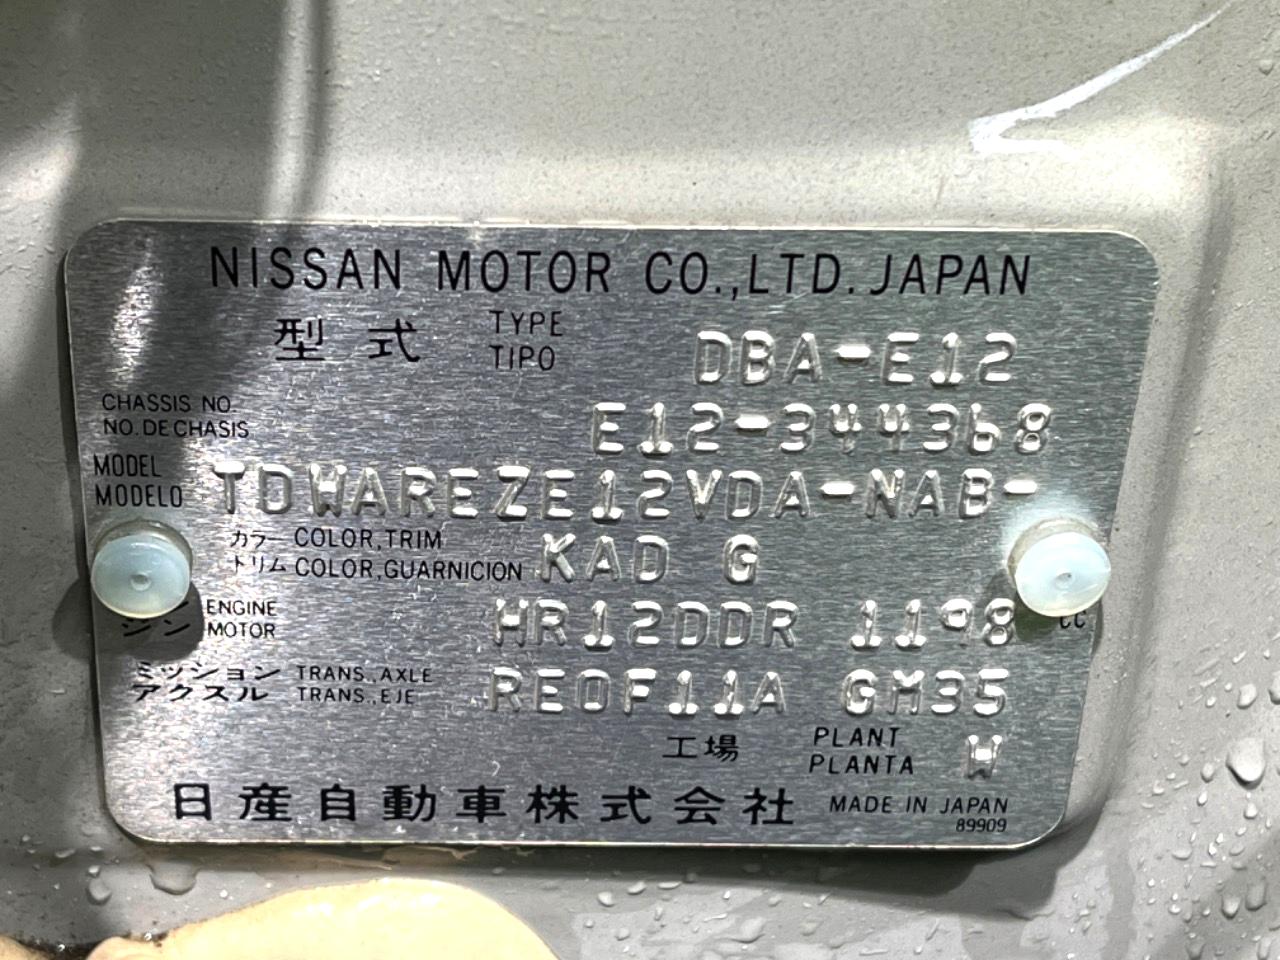 NISSAN MOTOR CO.,LTD. JAPAN
型式 TYPE TIPO DBA-E12
CHASSIS NO.
NO. DE CHASIS E12-344368
MODEL
MODELO TDWAREZE12VDA-NAB-
カラー COLOR,TRIM
トリム COLOR,GUARNICION KAD G
ENGINE
ジン MOTOR HR12DDR 1198 cc
ミッション TRANS.,AXLE
アクスル TRANS.,EJE RE0F11A GM35
工場 PLANT PLANTA W
日産自動車株式会社 MADE IN JAPAN
89909